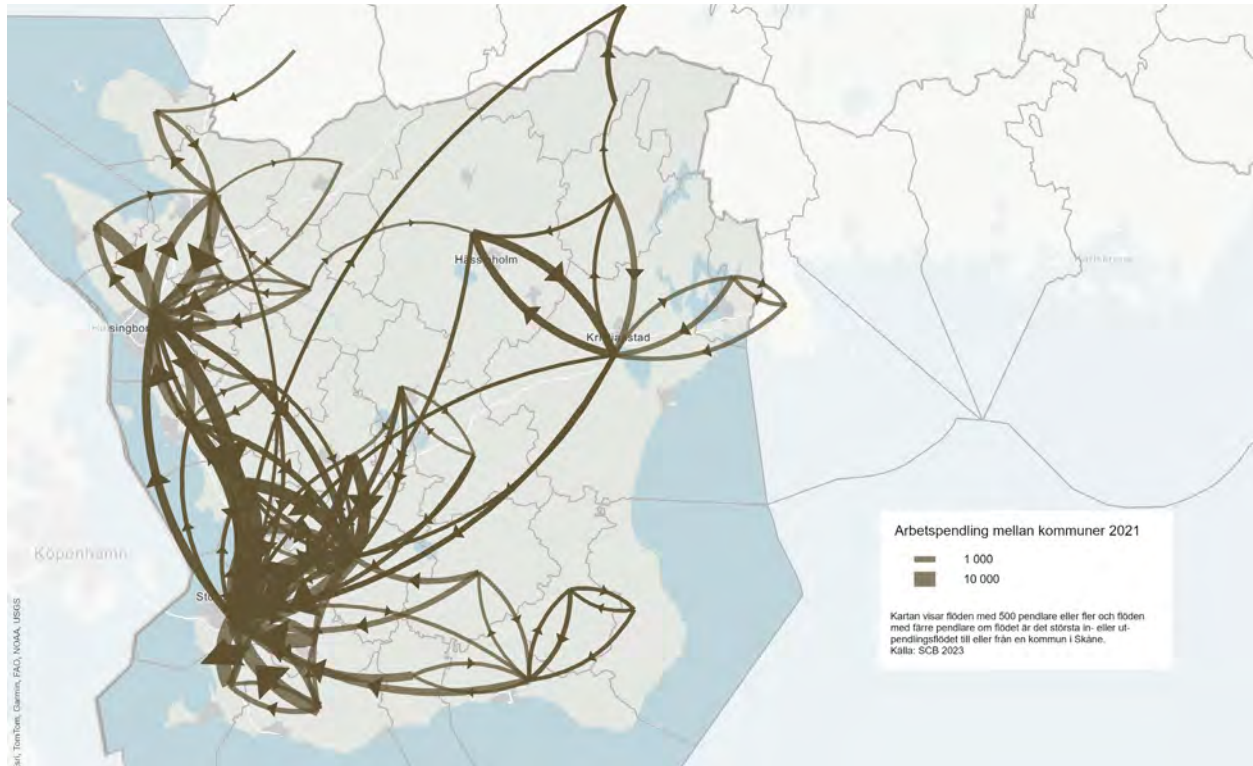 Hässleholm
Karlskrona
Helsingborg
Kristianstad
Köpenhamn
Arbetspendling mellan kommuner 2021
1 000
10 000
Kartan visar flöden med 500 pendlare eller fler och flöden
med färre pendlare om flödet är det största in- eller ut-
pendlingsflödet till eller från en kommun i Skåne.
Källa: SCB 2023
Esri, TomTom, Garmin, FAO, NOAA, USGS